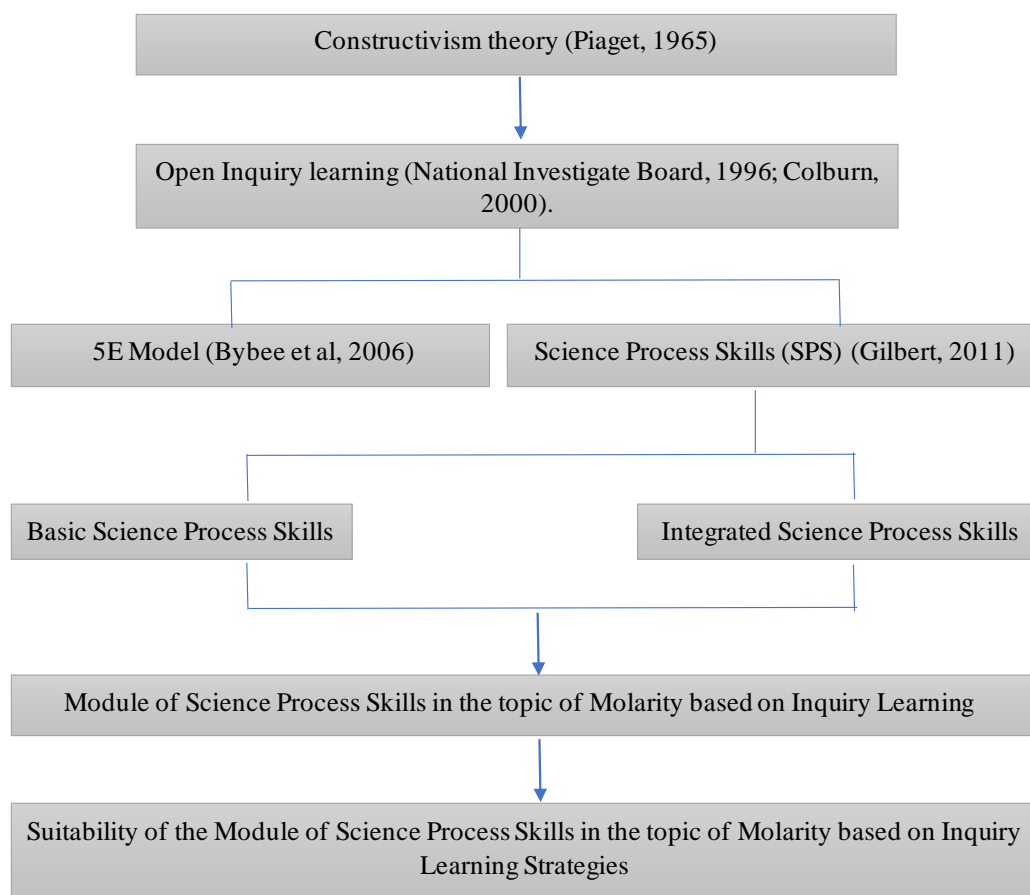 Constructivism theory (Piaget, 1965)
Open Inquiry learning (National Investigate Board, 1996; Colburn,
2000).
5E Model (Bybee et al, 2006)
Science Process Skills (SPS) (Gilbert, 2011)
Basic Science Process Skills
Integrated Science Process Skills
Module of Science Process Skills in the topic of Molarity based on Inquiry Learning
Suitability of the Module of Science Process Skills in the topic of Molarity based on Inquiry
Learning Strategies